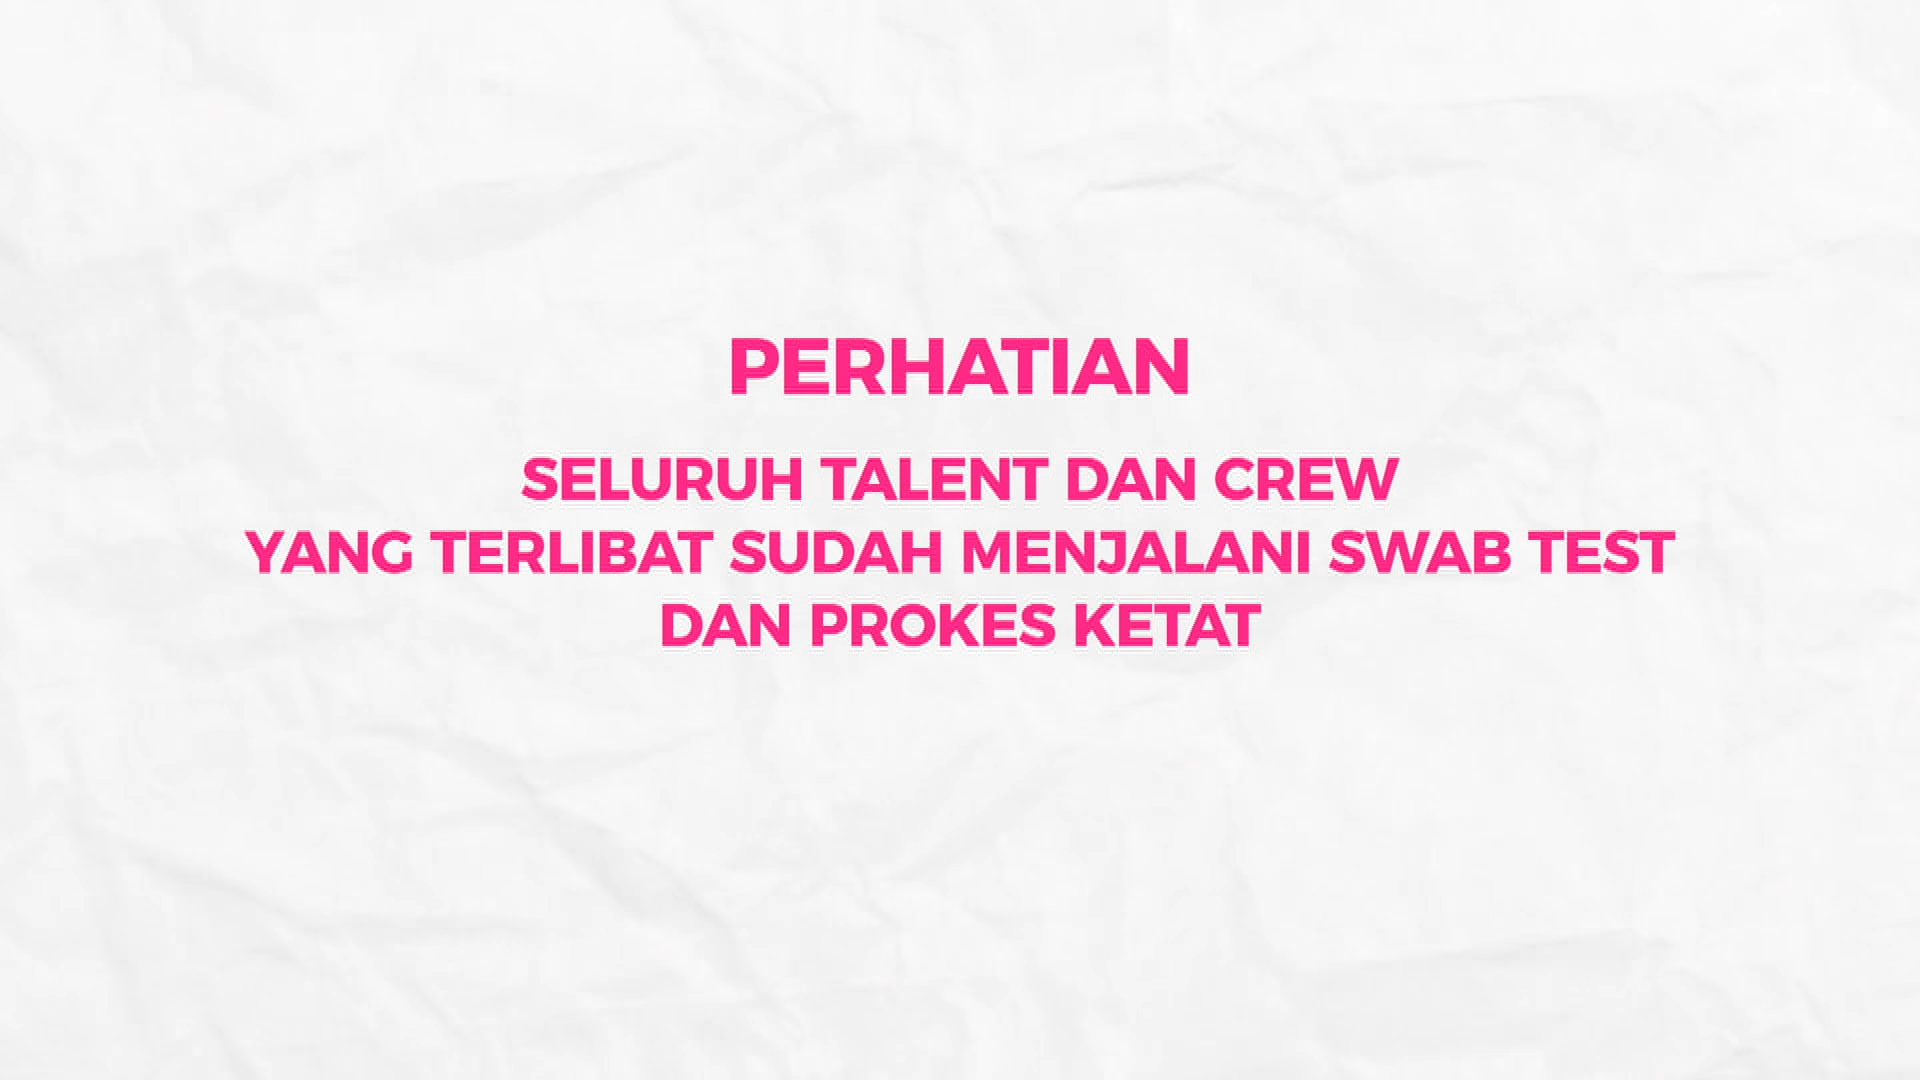 PERHATIAN
SELURUH TALENT DAN CREW
YANG TERLIBAT SUDAH MENJALANI SWAB TEST
DAN PROKES KETAT